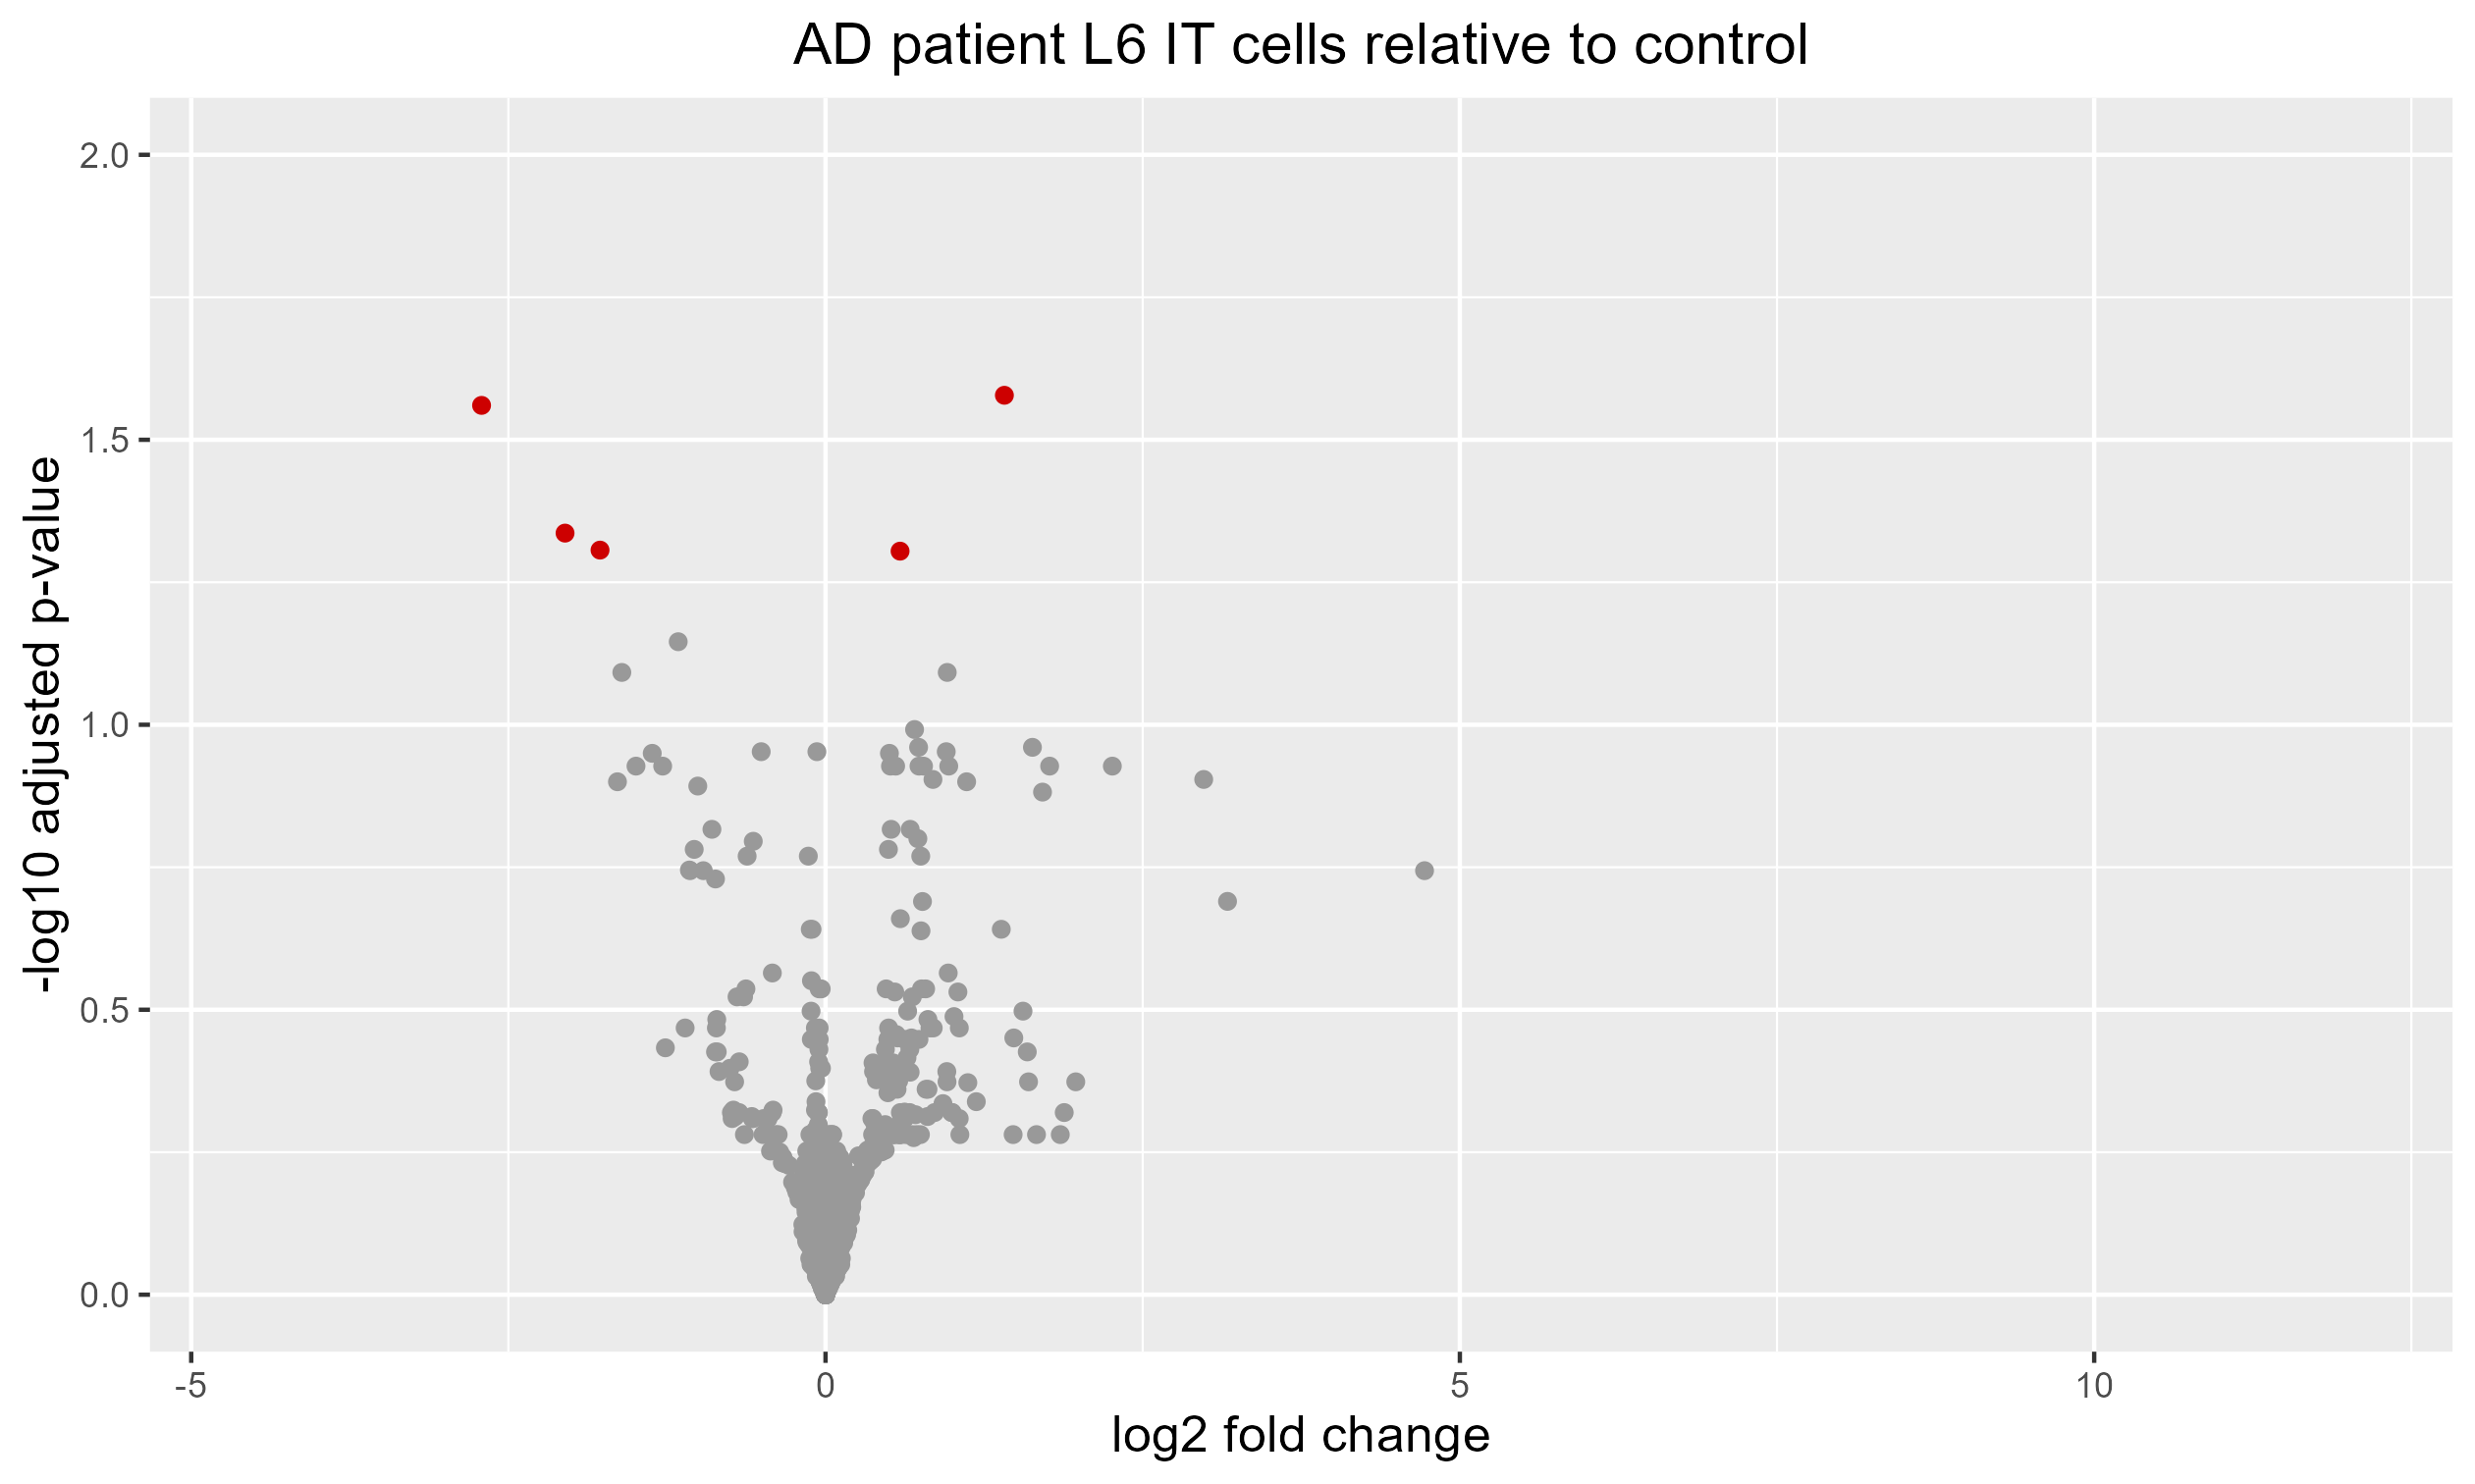 AD patient L6 IT cells relative to control
-log10 adjusted p-value
2.0
1.5
1.0
0.5
0.0
-5 0 5 10
log2 fold change